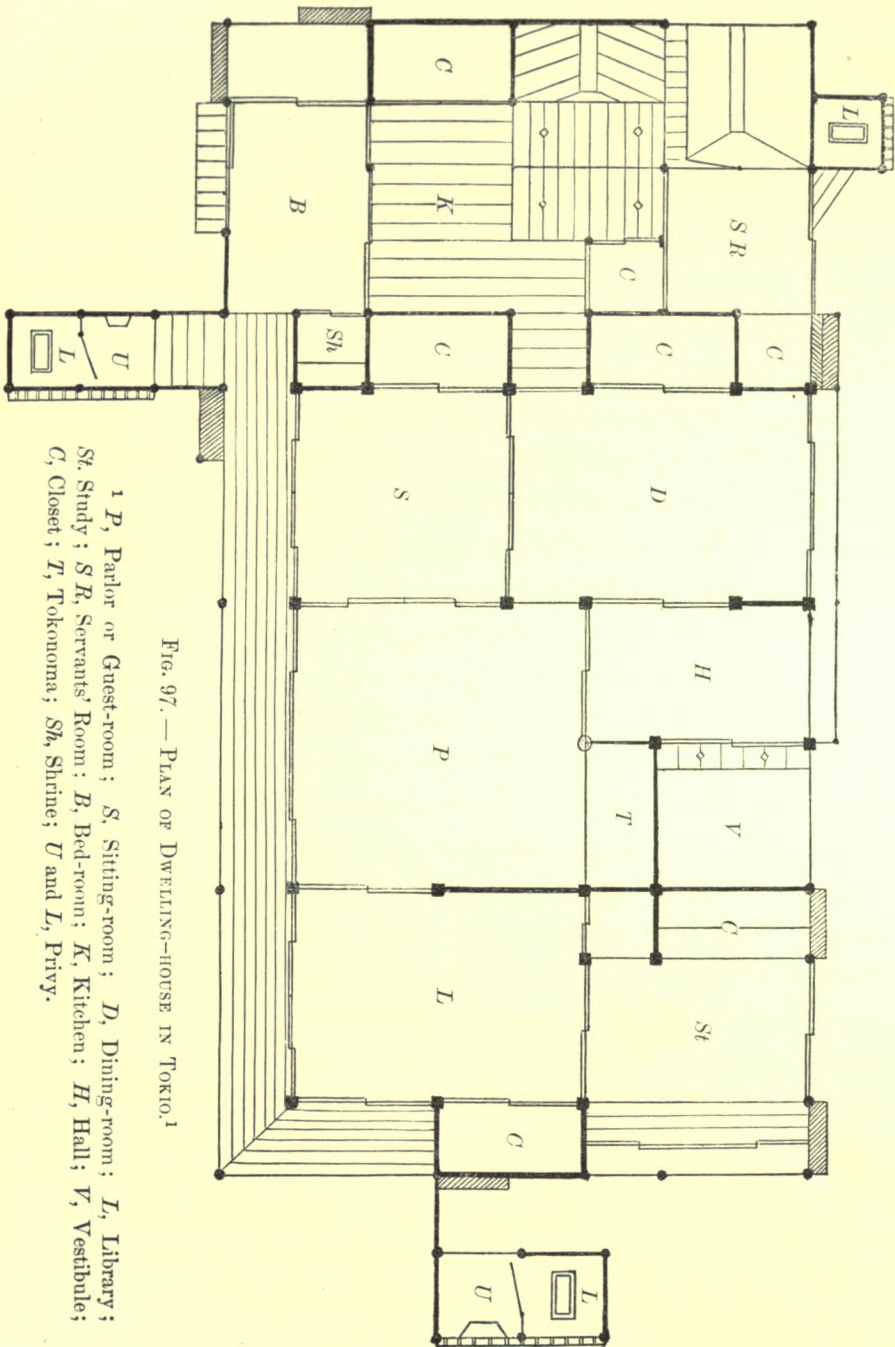 L
C
S R
V
C
H
St
C
D
C
T
L
C
U
C
K
C
S
P
L
Sh
B
U
L
FIG. 97. — PLAN OF DWELLING-HOUSE IN TOKIO.¹
¹ P, Parlor or Guest-room; S, Sitting-room; D, Dining-room; L, Library;
St. Study; S R, Servants' Room; B, Bed-room; K, Kitchen; H, Hall; V, Vestibule;
C, Closet; T, Tokonoma; Sh, Shrine; U and L, Privy.